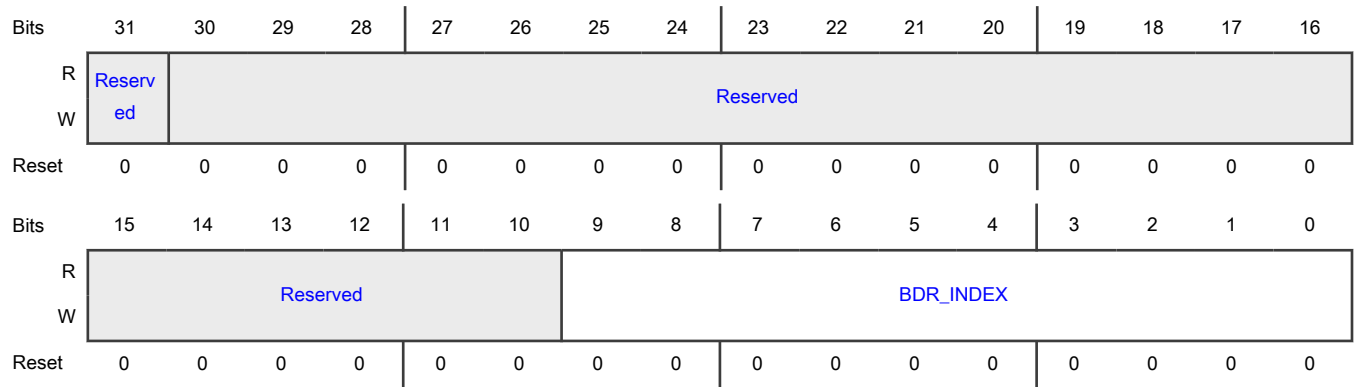 Bits 31 30 29 28 27 26 25 24 23 22 21 20 19 18 17 16
R
Reserv
ed
Reserved
W
Reset 0 0 0 0 0 0 0 0 0 0 0 0 0 0 0 0
Bits 15 14 13 12 11 10 9 8 7 6 5 4 3 2 1 0
R
Reserved BDR_INDEX
W
Reset 0 0 0 0 0 0 0 0 0 0 0 0 0 0 0 0